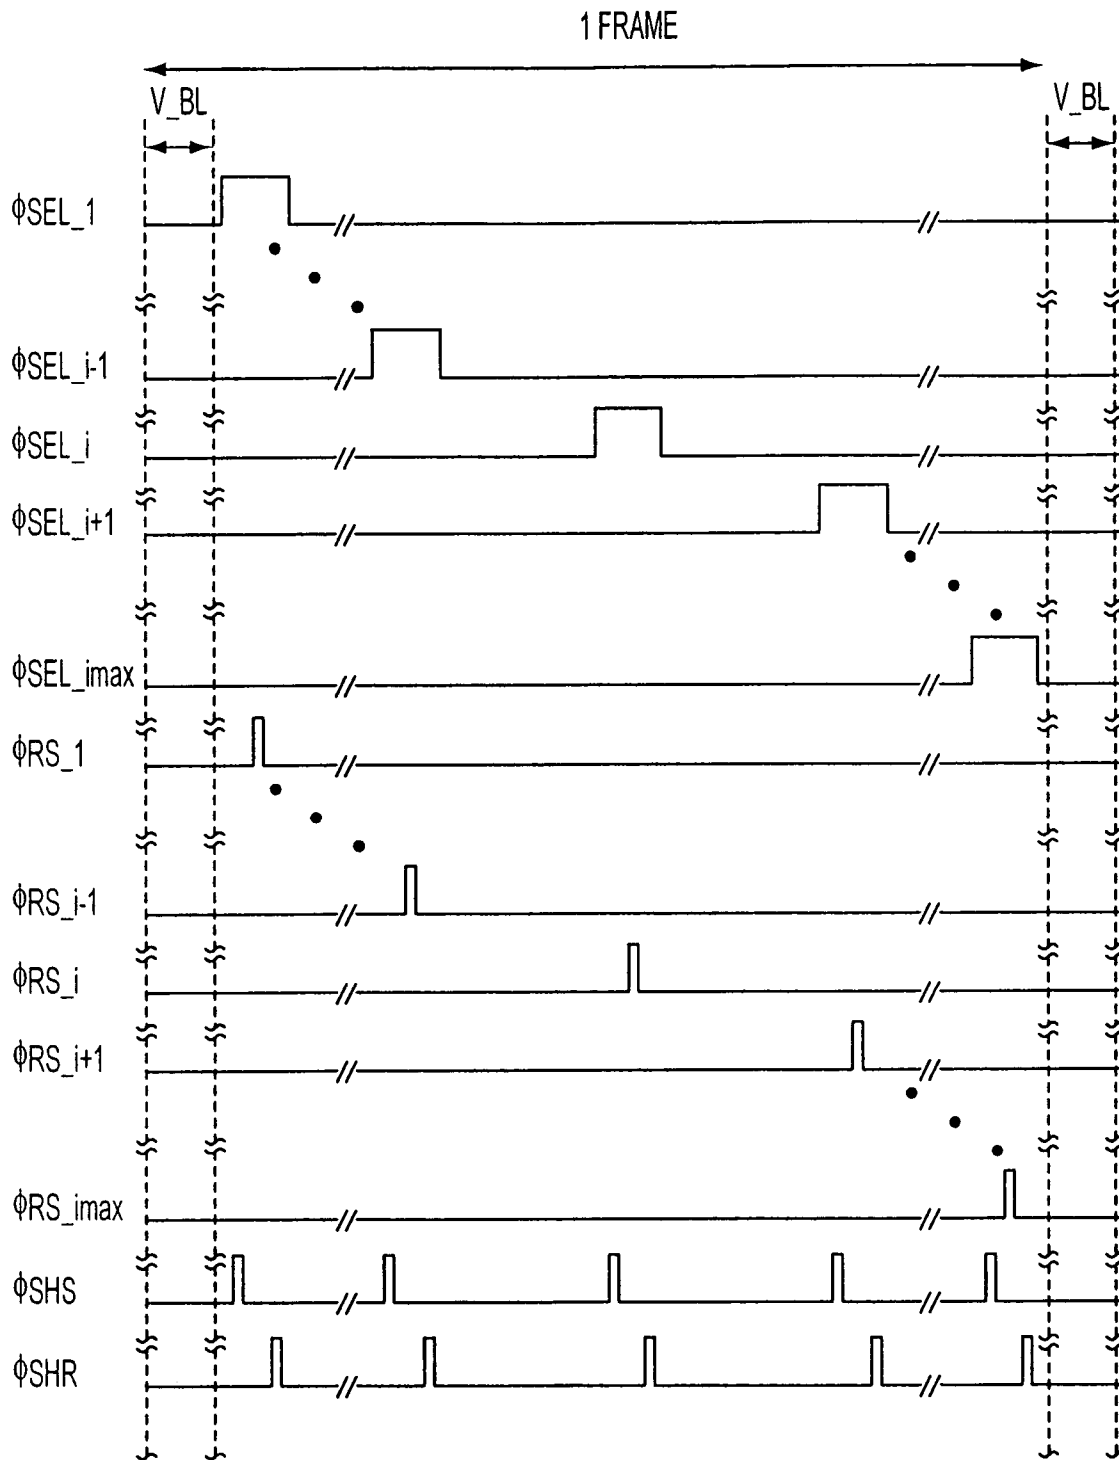 1 FRAME
V_BL
V_BL
ϕSEL_1
ϕSEL_i-1
ϕSEL_i
ϕSEL_i+1
ϕSEL_imax
ϕRS_1
ϕRS_i-1
ϕRS_i
ϕRS_i+1
ϕRS_imax
ϕSHS
ϕSHR